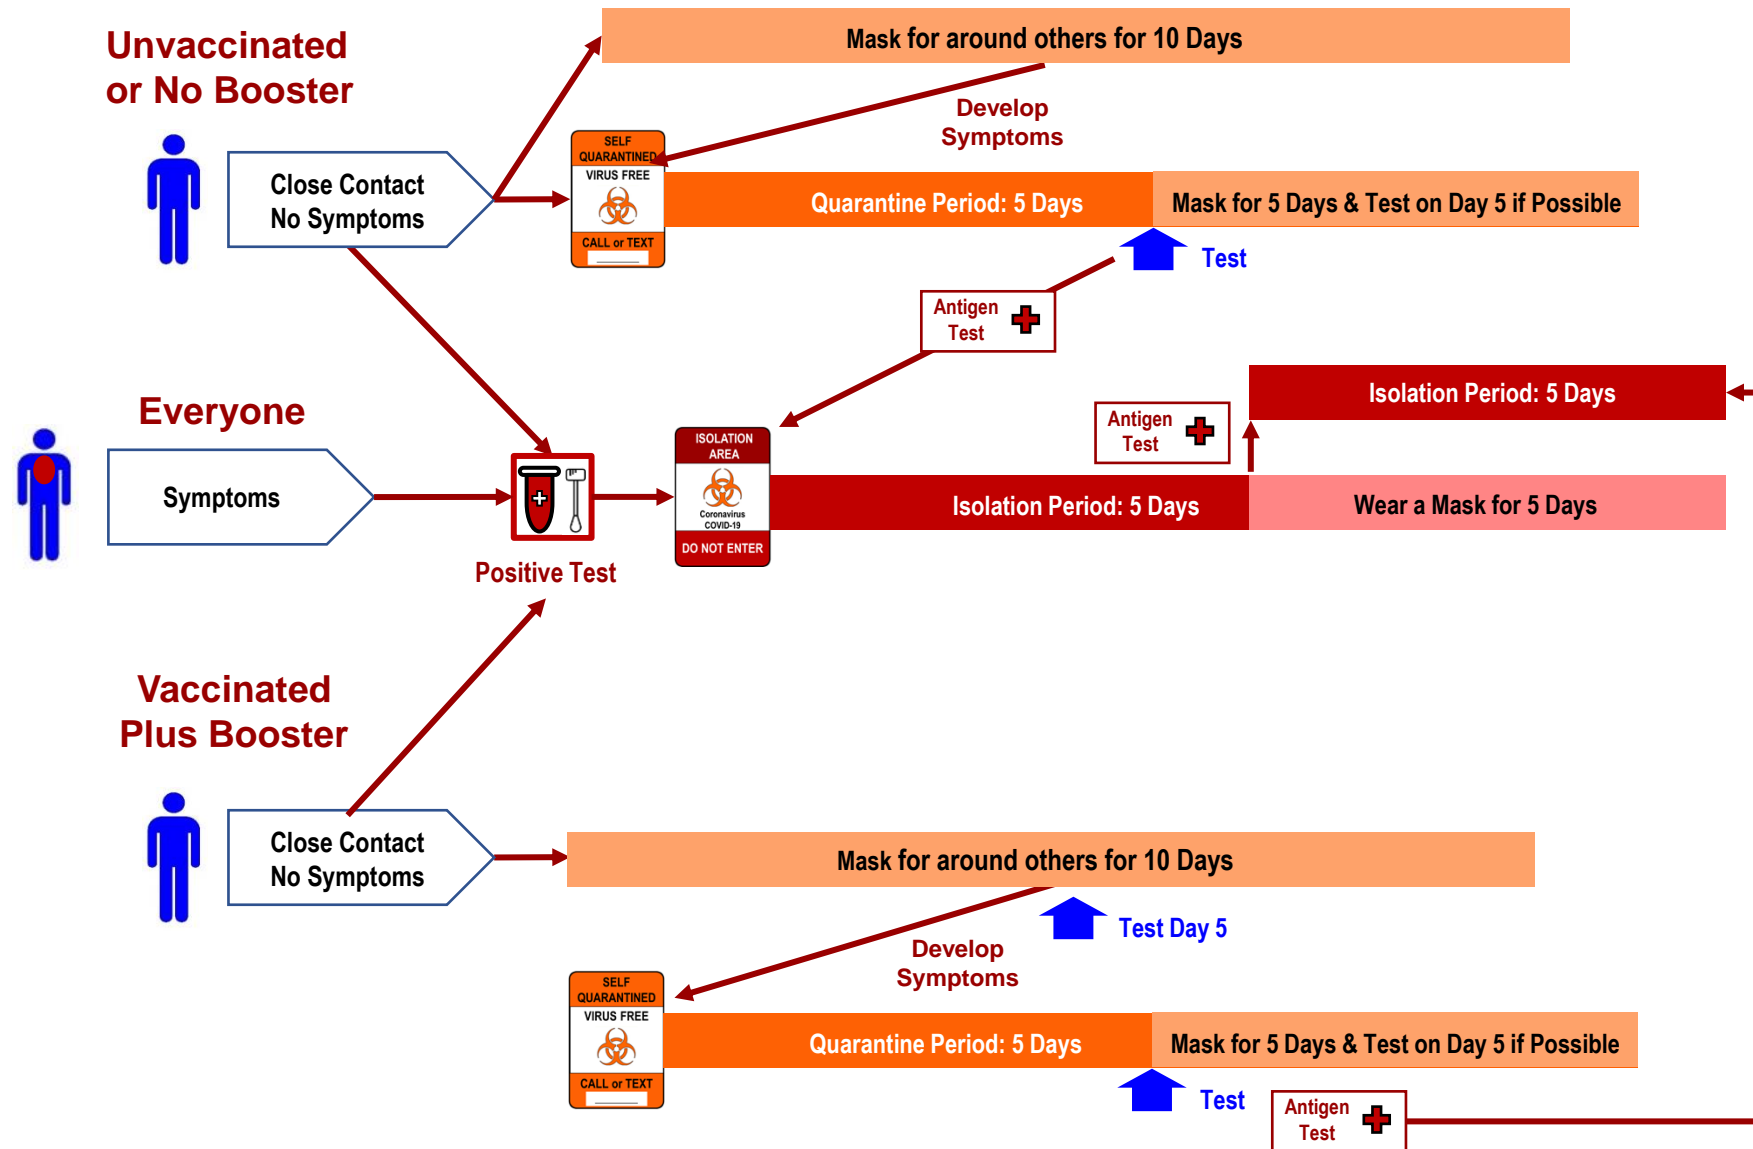 Unvaccinated
or No Booster
Mask for around others for 10 Days
Develop
Symptoms
Close Contact
No Symptoms
SELF
QUARANTINED
VIRUS FREE
CALL or TEXT
Quarantine Period: 5 Days
Mask for 5 Days & Test on Day 5 if Possible
Test
Antigen
Test
Everyone
Symptoms
Positive Test
ISOLATION
AREA
Coronavirus
COVID-19
DO NOT ENTER
Isolation Period: 5 Days
Wear a Mask for 5 Days
Antigen
Test
Isolation Period: 5 Days
Vaccinated
Plus Booster
Close Contact
No Symptoms
Mask for around others for 10 Days
Test Day 5
Develop
Symptoms
SELF
QUARANTINED
VIRUS FREE
CALL or TEXT
Quarantine Period: 5 Days
Mask for 5 Days & Test on Day 5 if Possible
Test
Antigen
Test